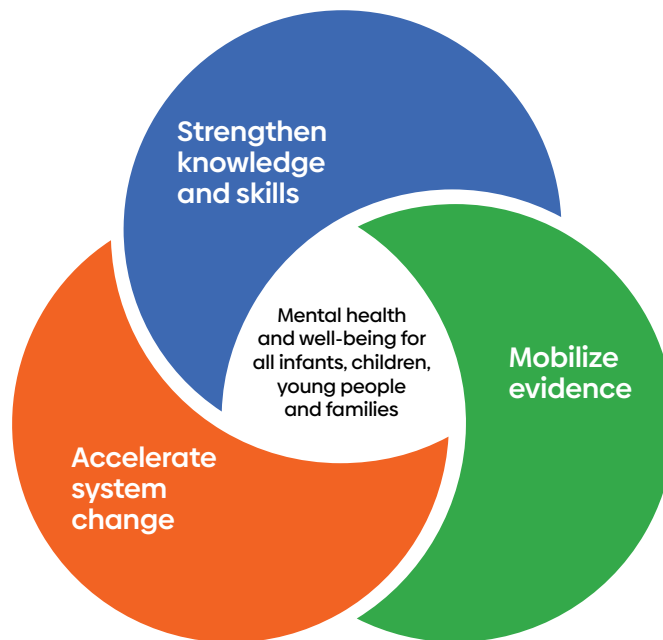 Strengthen
knowledge
and skills
Mental health
and well-being for
all infants, children,
young people
and families
Mobilize
evidence
Accelerate
system
change